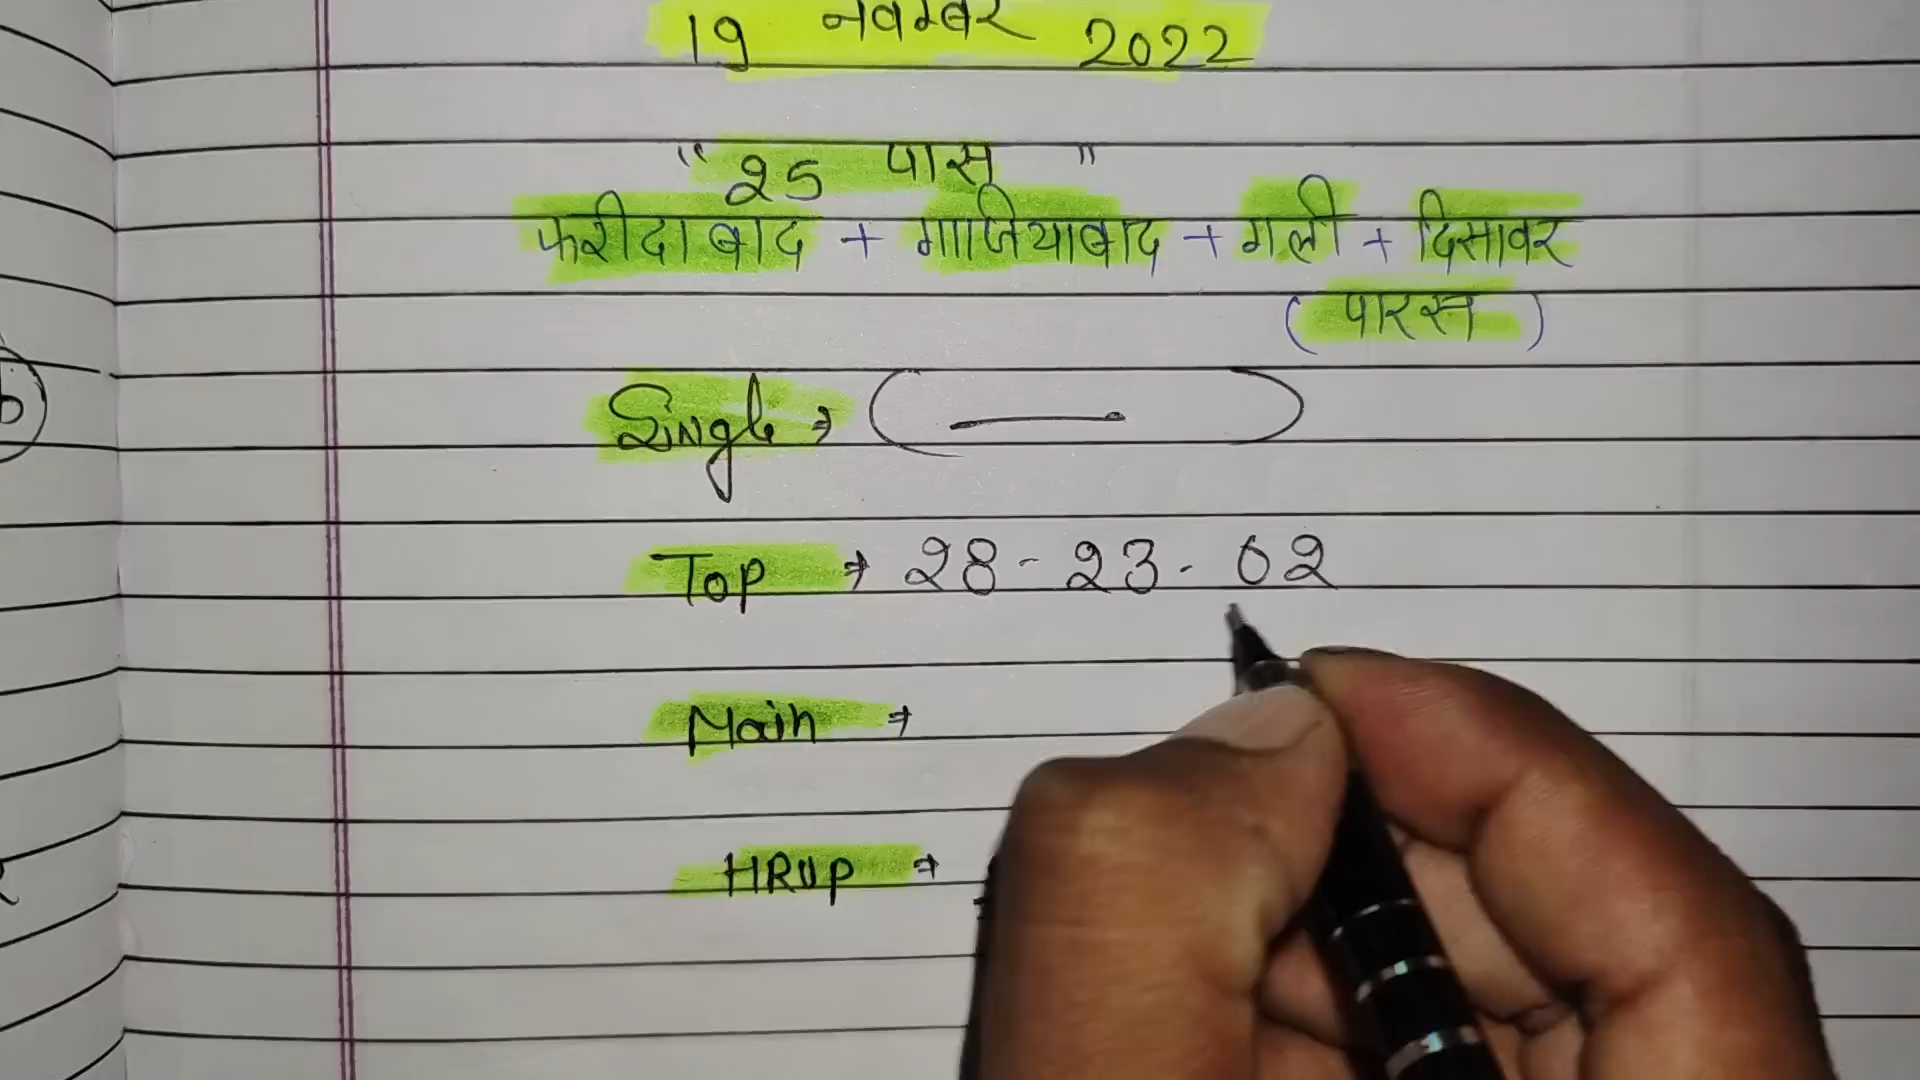 19 नवम्बर 2022
" 25 पास "
फरीदाबाद + गाजियाबाद + गली + दिसावर
( पारस )
Single →
Top → 28 - 23 - 02
Main →
HRUP →